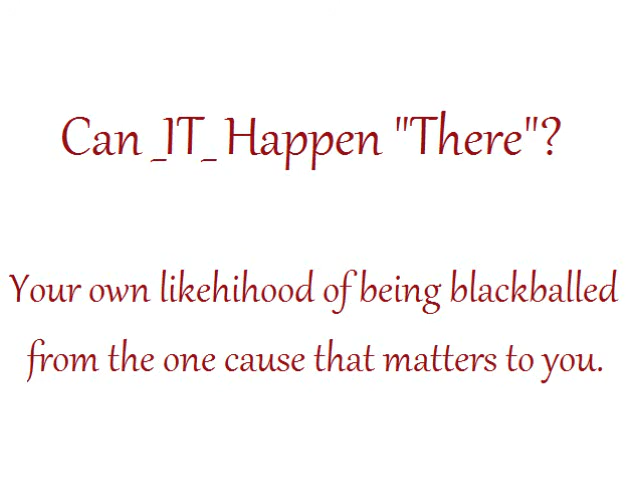 Can _IT_ Happen "There"?
Your own likehihood of being blackballed
from the one cause that matters to you.